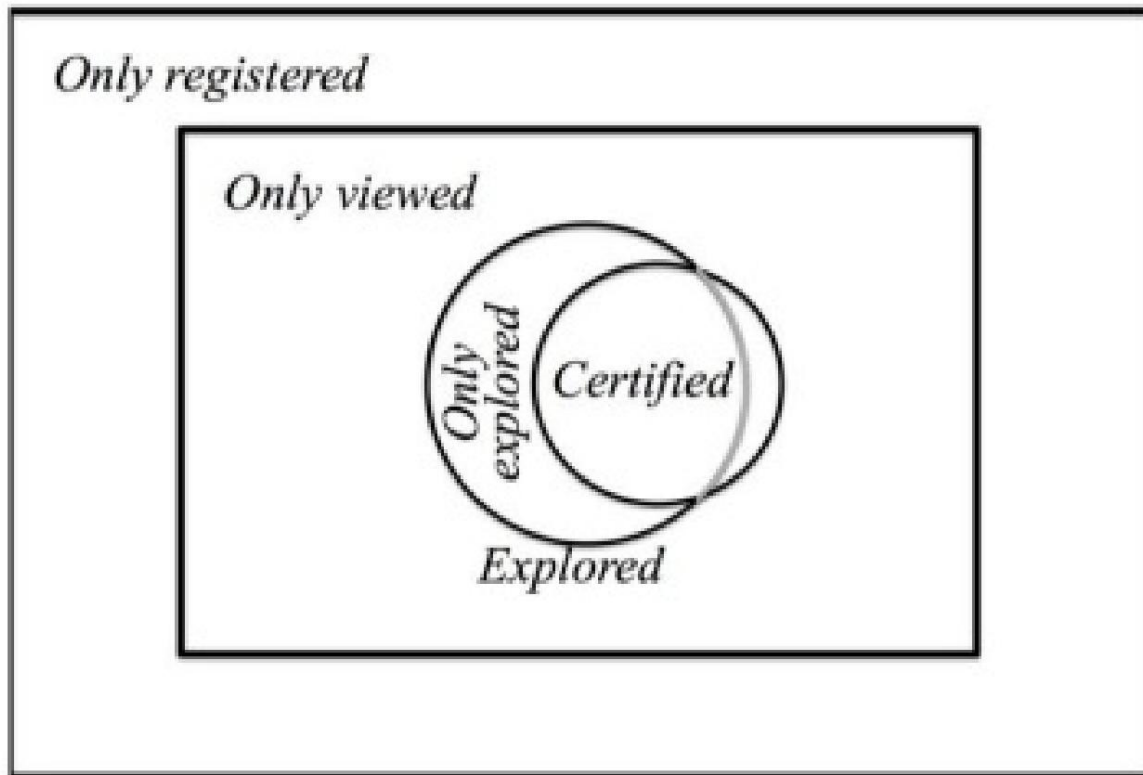 Only registered
Only viewed
Only
explored
Certified
Explored